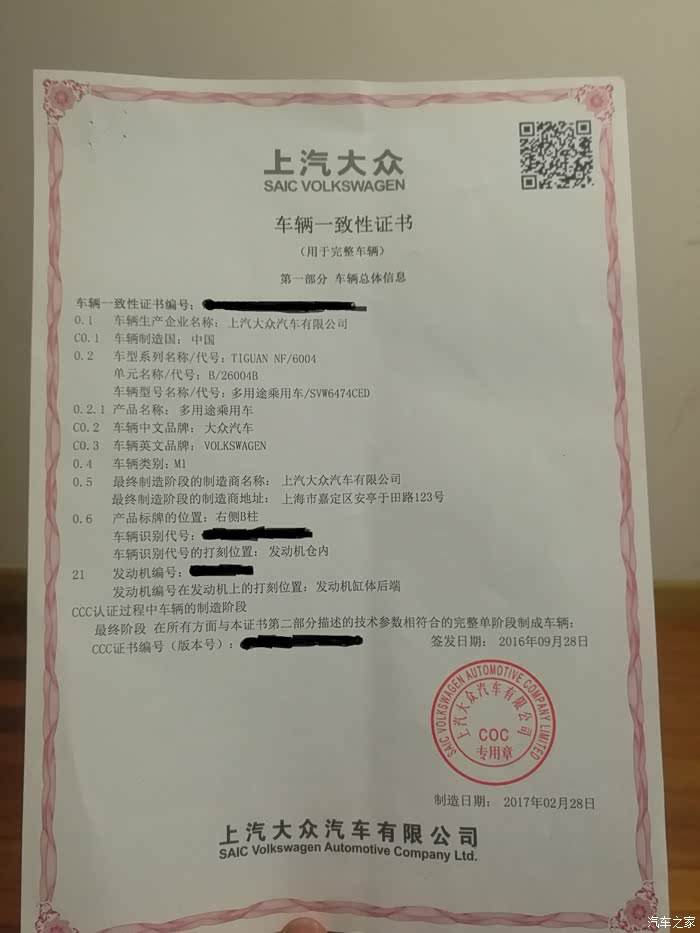 上汽大众
SAIC VOLKSWAGEN
车辆一致性证书
（用于完整车辆）
第一部分 车辆总体信息
车辆一致性证书编号：
0.1 车辆生产企业名称：上汽大众汽车有限公司
C0.1 车辆制造国：中国
0.2 车型系列名称/代号：TIGUAN NF/6004
单元名称/代号：B/26004B
车辆型号名称/代号：多用途乘用车/SVW6474CED
0.2.1 产品名称：多用途乘用车
C0.2 车辆中文品牌：大众汽车
C0.3 车辆英文品牌：VOLKSWAGEN
0.4 车辆类别：M1
0.5 最终制造阶段的制造商名称：上汽大众汽车有限公司
最终制造阶段的制造商地址：上海市嘉定区安亭于田路123号
0.6 产品标牌的位置：右侧B柱
车辆识别代号：
车辆识别代号的打刻位置：发动机仓内
21 发动机编号：
发动机编号在发动机上的打刻位置：发动机缸体后端
CCC认证过程中车辆的制造阶段
最终阶段 在所有方面与本证书第二部分描述的技术参数相符合的完整单阶段制成车辆：
CCC证书编号（版本号）： 签发日期：2016年09月28日
SAIC VOLKSWAGEN AUTOMOTIVE COMPANY LIMITED
上汽大众汽车有限公司
COC
专用章
制造日期：2017年02月28日
上汽大众汽车有限公司
SAIC Volkswagen Automotive Company Ltd.
汽车之家